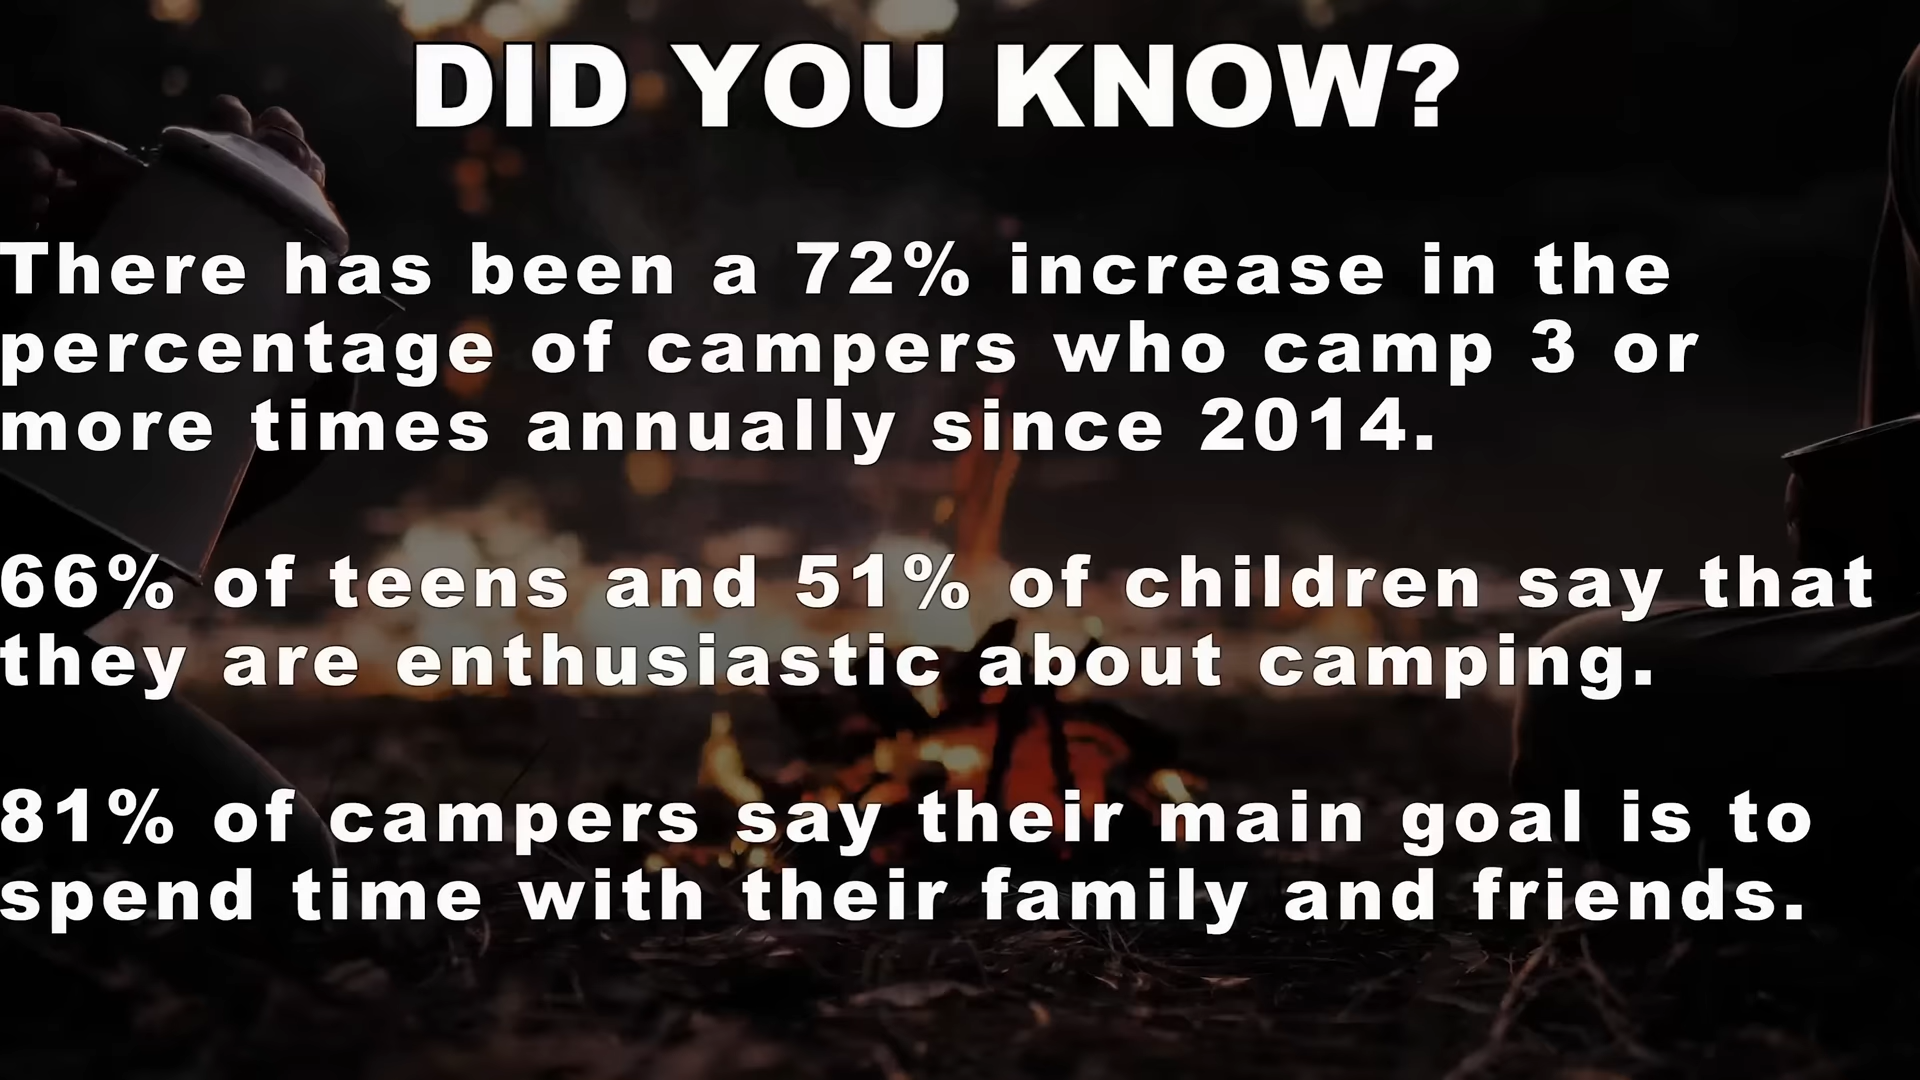 DID YOU KNOW?
There has been a 72% increase in the
percentage of campers who camp 3 or
more times annually since 2014.
66% of teens and 51% of children say that
they are enthusiastic about camping.
81% of campers say their main goal is to
spend time with their family and friends.